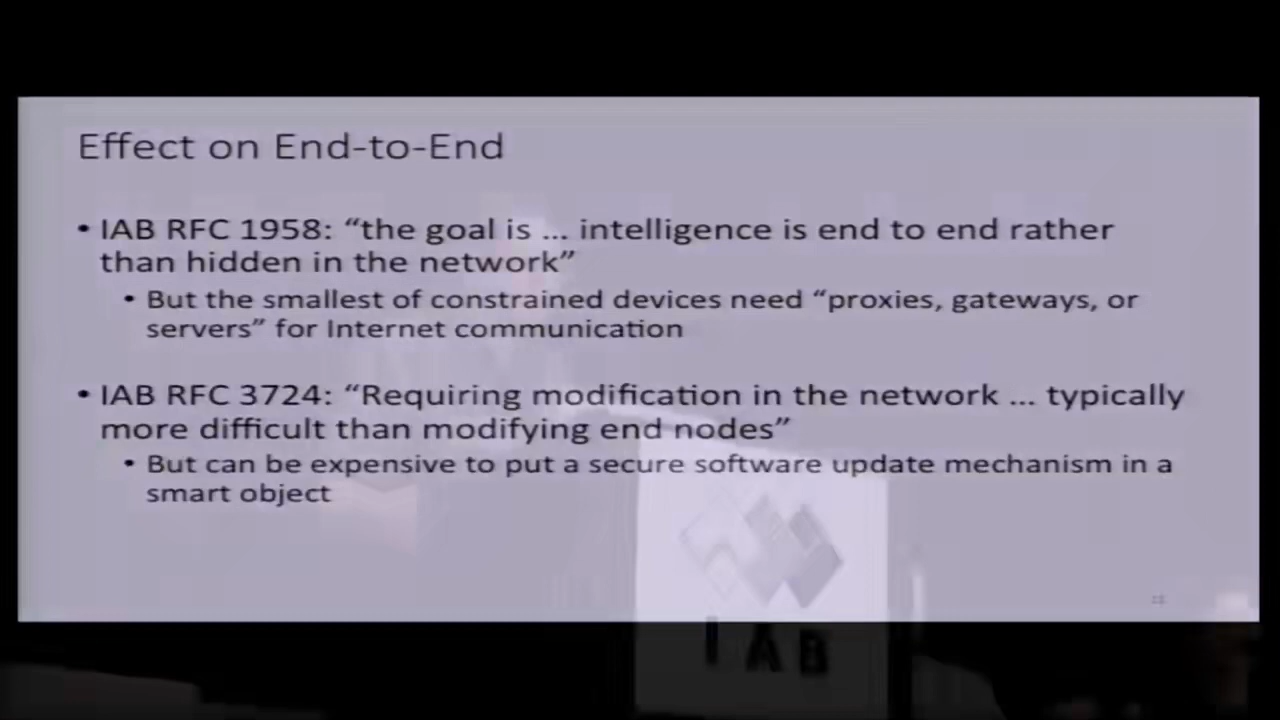 Effect on End-to-End
• IAB RFC 1958: “the goal is ... intelligence is end to end rather
than hidden in the network”
• But the smallest of constrained devices need “proxies, gateways, or
servers” for Internet communication
• IAB RFC 3724: “Requiring modification in the network ... typically
more difficult than modifying end nodes”
• But can be expensive to put a secure software update mechanism in a
smart object
I A B